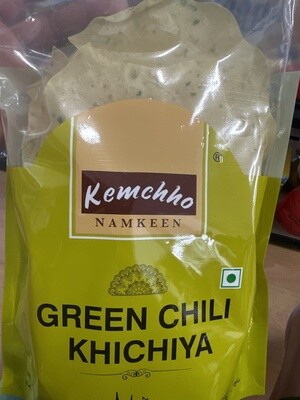 ®
Kemchho
NAMKEEN
GREEN CHILI
KHICHIYA